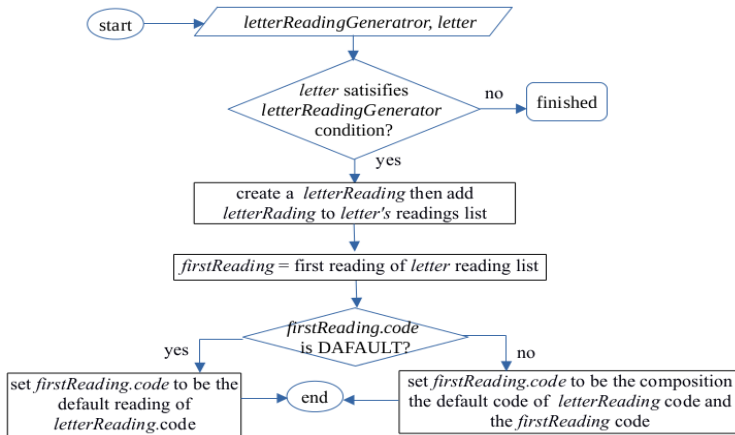 start
letterReadingGeneratror, letter
letter satisifies
letterReadingGenerator
condition?
no
finished
yes
create a letterReading then add
letterRading to letter's readings list
firstReading = first reading of letter reading list
firstReading.code
is DAFAULT?
yes
no
set firstReading.code to be the
default reading of
letterReading.code
end
set firstReading.code to be the composition
the default code of letterReading code and
the firstReading code